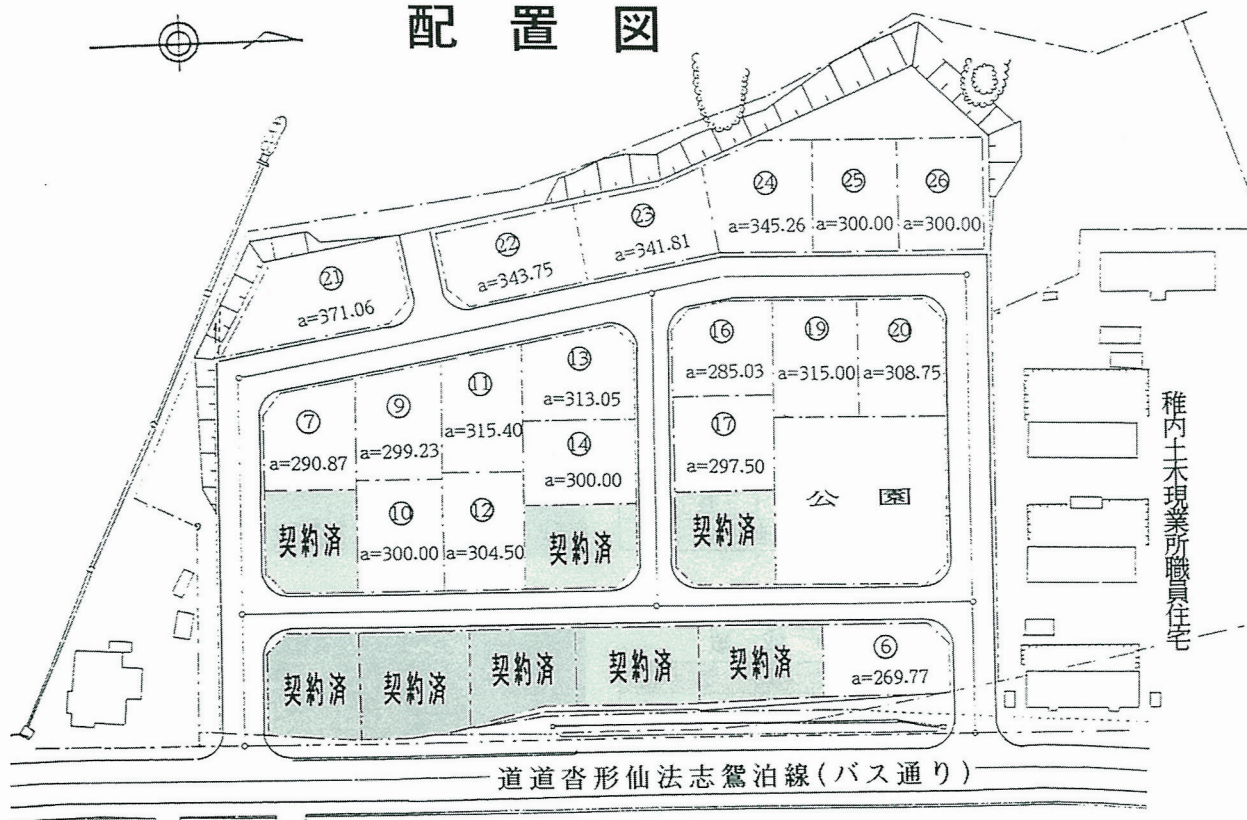 配置図
㉔
a=345.26
㉕
a=300.00
㉖
a=300.00
㉓
a=341.81
㉒
a=343.75
㉑
a=371.06
⑯
a=285.03
⑲
a=315.00
⑳
a=308.75
⑬
a=313.05
⑪
a=315.40
⑨
a=299.23
⑦
a=290.87
⑭
a=300.00
⑰
a=297.50
公園
契約済
⑩
a=300.00
⑫
a=304.50
契約済
契約済
契約済
契約済
契約済
契約済
契約済
⑥
a=269.77
稚内土木現業所職員住宅
道道沓形仙法志鴛泊線(バス通り)